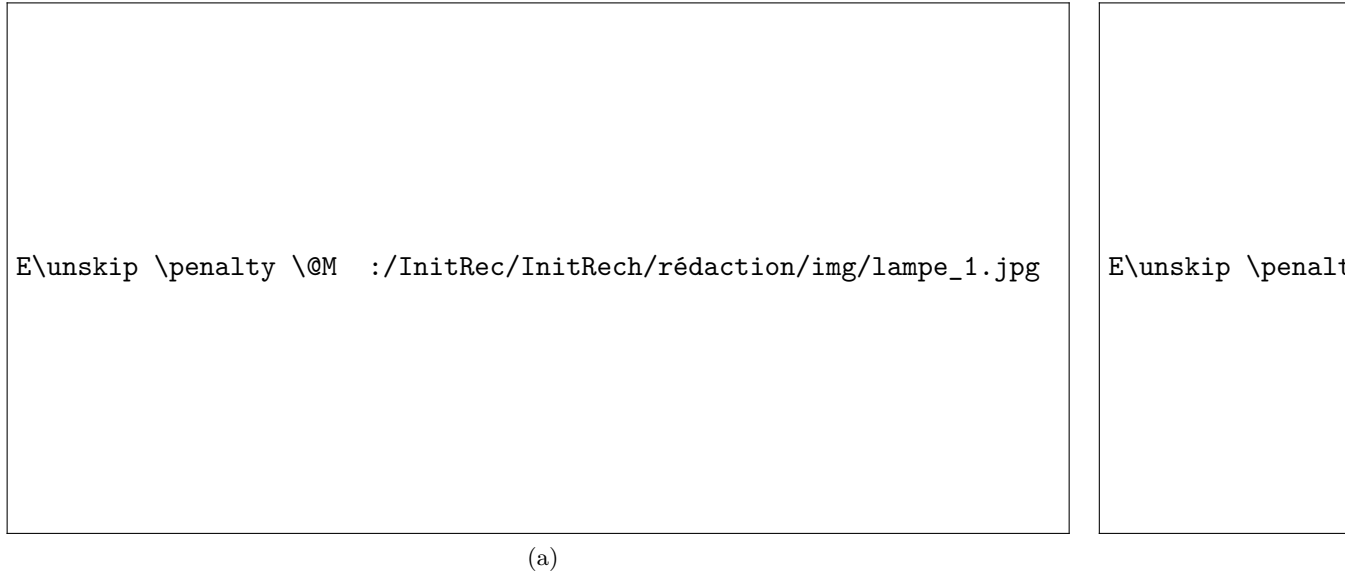 E\unskip \penalty \@M  :/InitRec/InitRech/rédaction/img/lampe_1.jpg
E\unskip \penalt
(a)